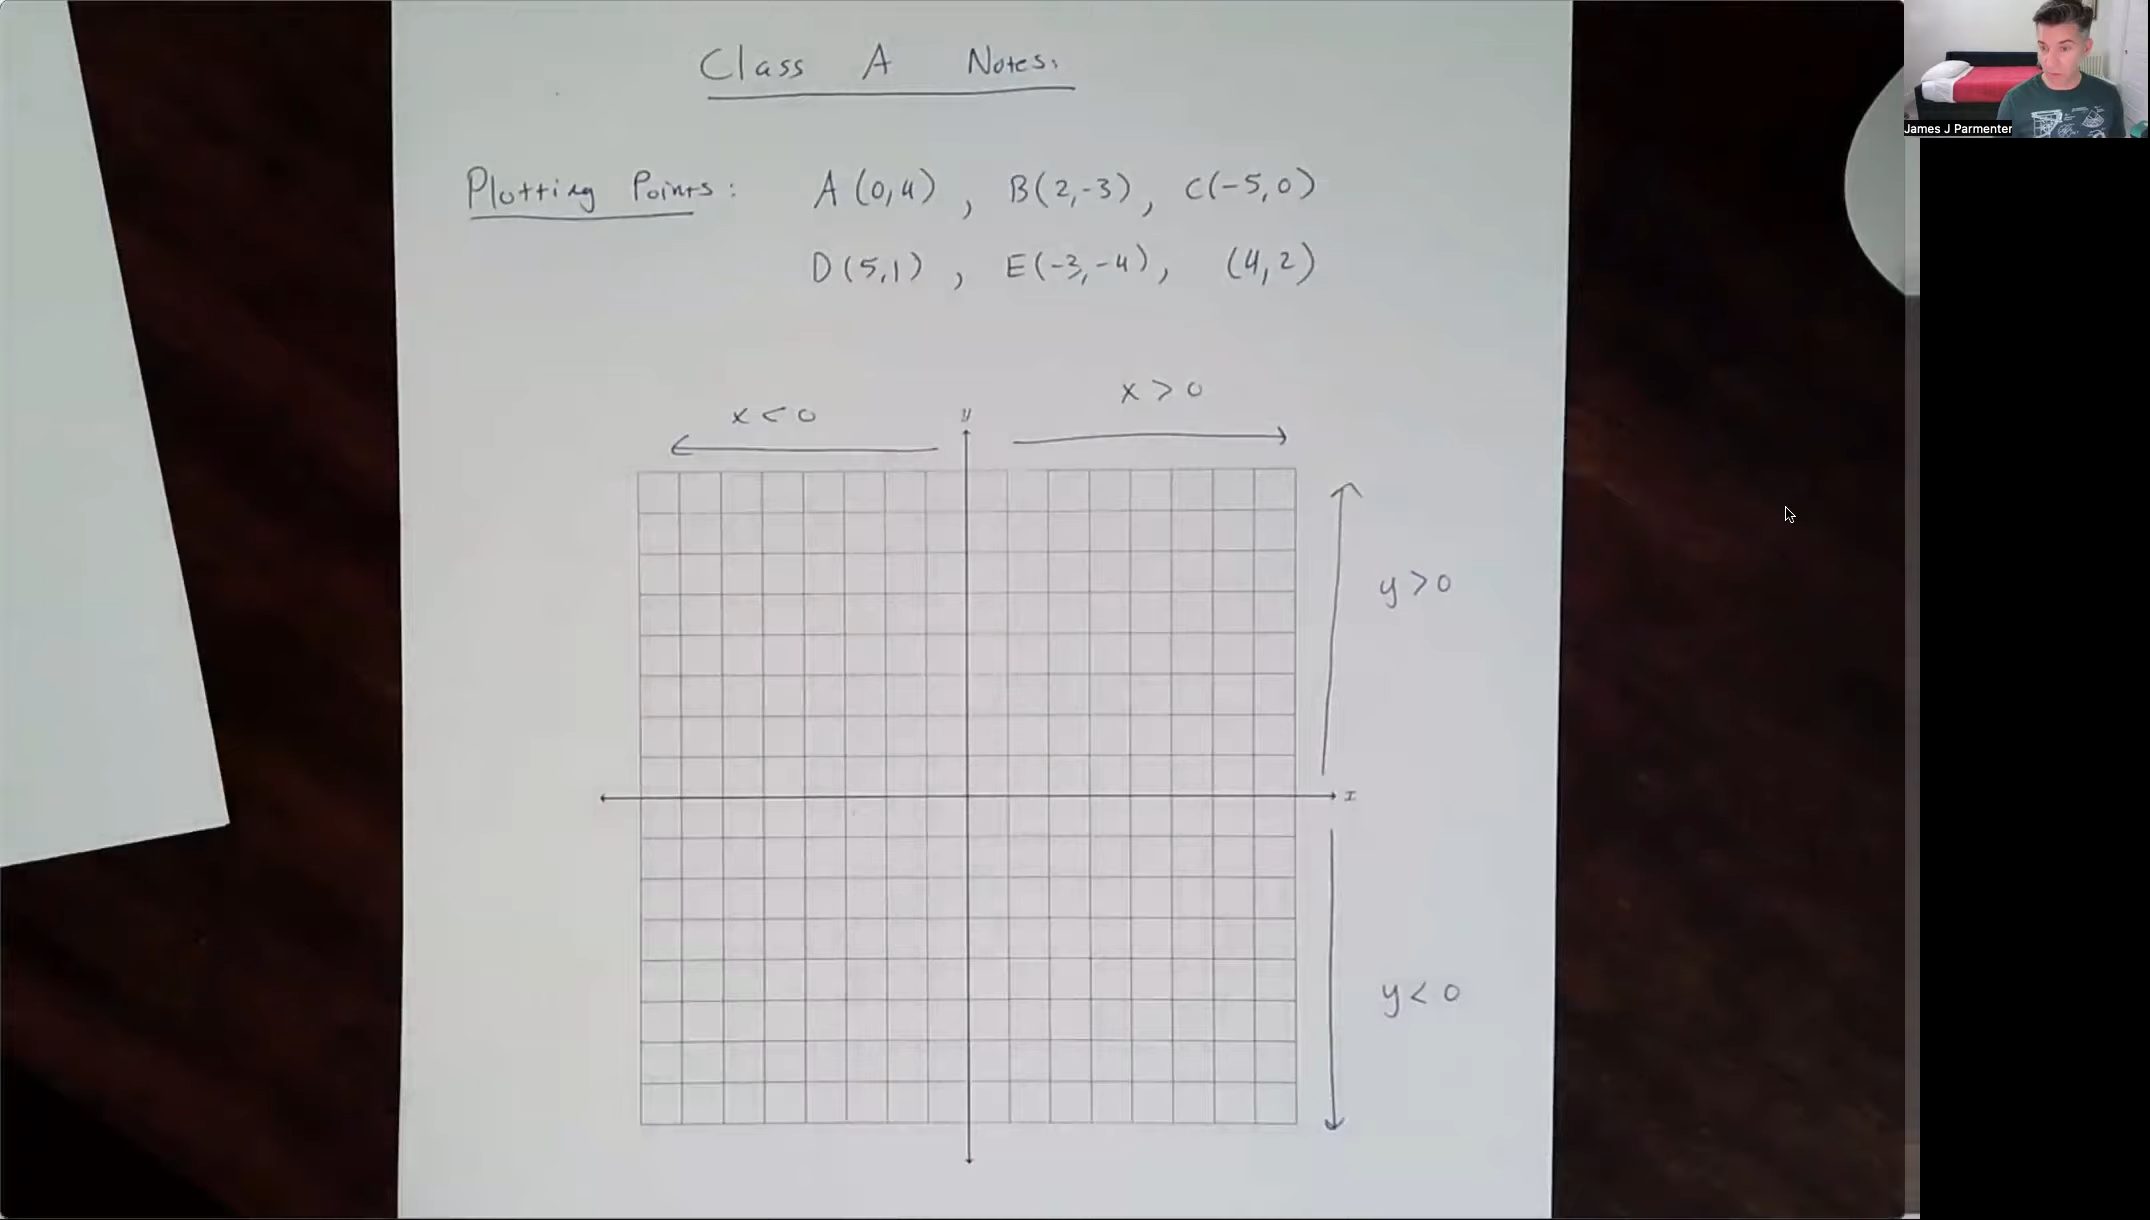 Class A Notes:
James J Parmenter
Plotting Points: A (0,4) , B(2,-3), C(-5,0)
D(5,1) , E(-3,-4), (4,2)
x < 0
y
x > 0
y > 0
x
y < 0